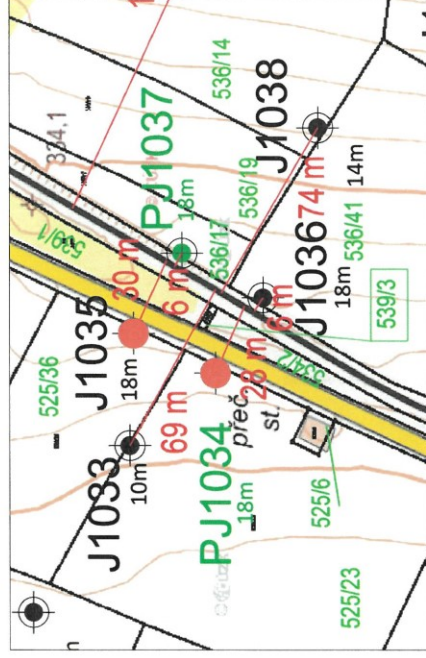 334,1
536/14
539/1
525/36
J1035
18m
30 m
PJ1037
18m
536/17
536/19
J1038
14m
6 m
J1033
10m
69 m
74 m
J1036
18m
536/41
6 m
28 m
534/2
539/3
PJ1034
18m
přeč.
st.
525/6
525/23
n